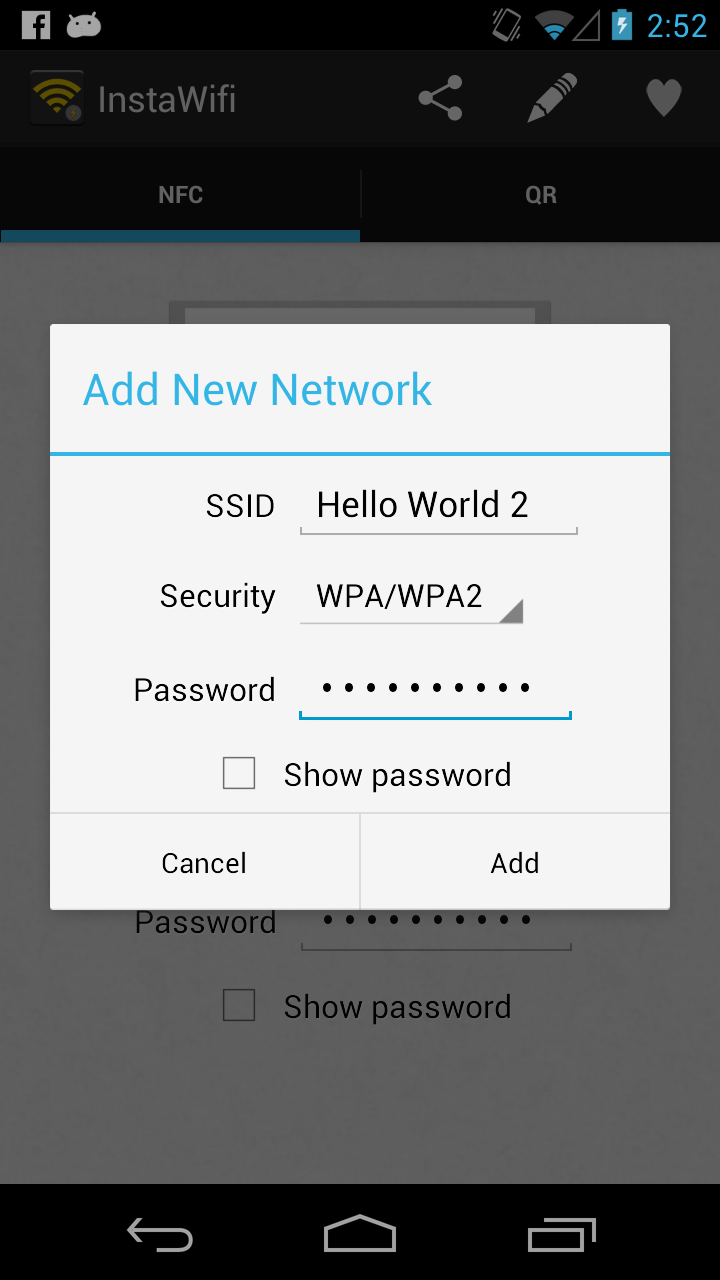 2:52
InstaWifi
NFC
QR
Add New Network
SSID Hello World 2
Security WPA/WPA2
Password ••••••••••
Show password
Cancel
Add
Password ••••••••••
Show password